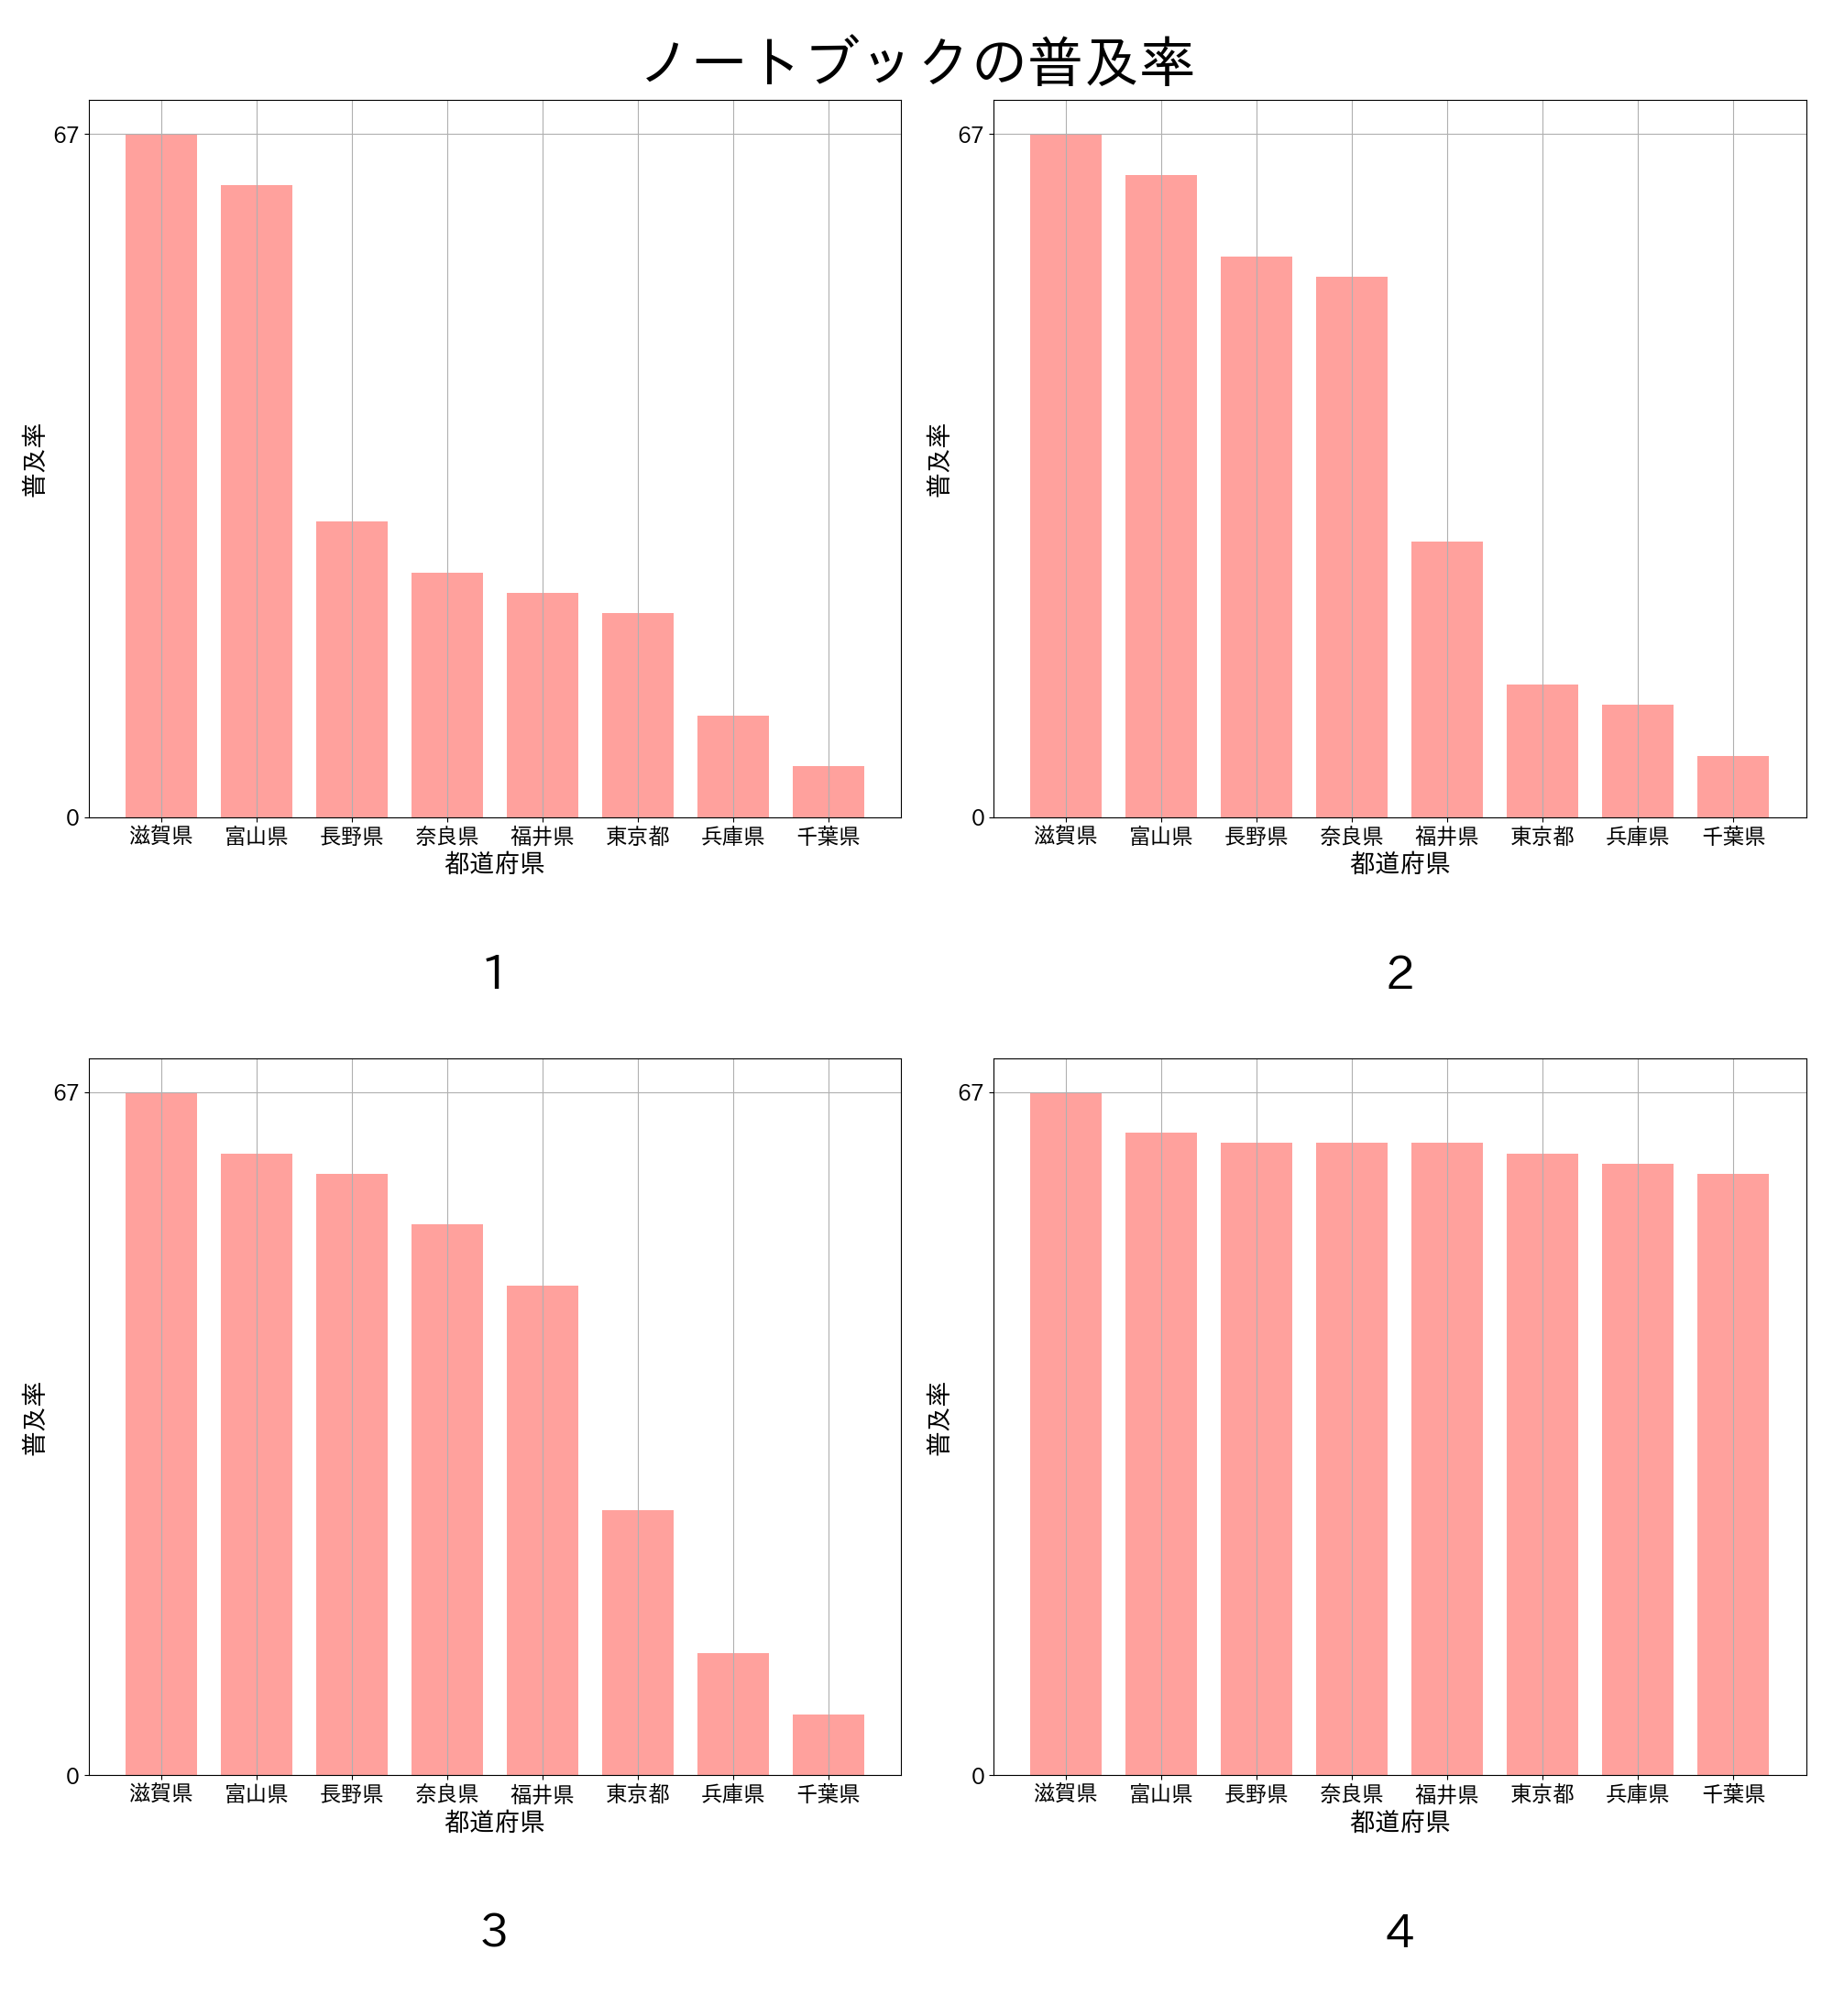 ノートブックの普及率
67
0
普及率
滋賀県 富山県 長野県 奈良県 福井県 東京都 兵庫県 千葉県
都道府県
1
67
0
普及率
滋賀県 富山県 長野県 奈良県 福井県 東京都 兵庫県 千葉県
都道府県
2
67
0
普及率
滋賀県 富山県 長野県 奈良県 福井県 東京都 兵庫県 千葉県
都道府県
3
67
0
普及率
滋賀県 富山県 長野県 奈良県 福井県 東京都 兵庫県 千葉県
都道府県
4